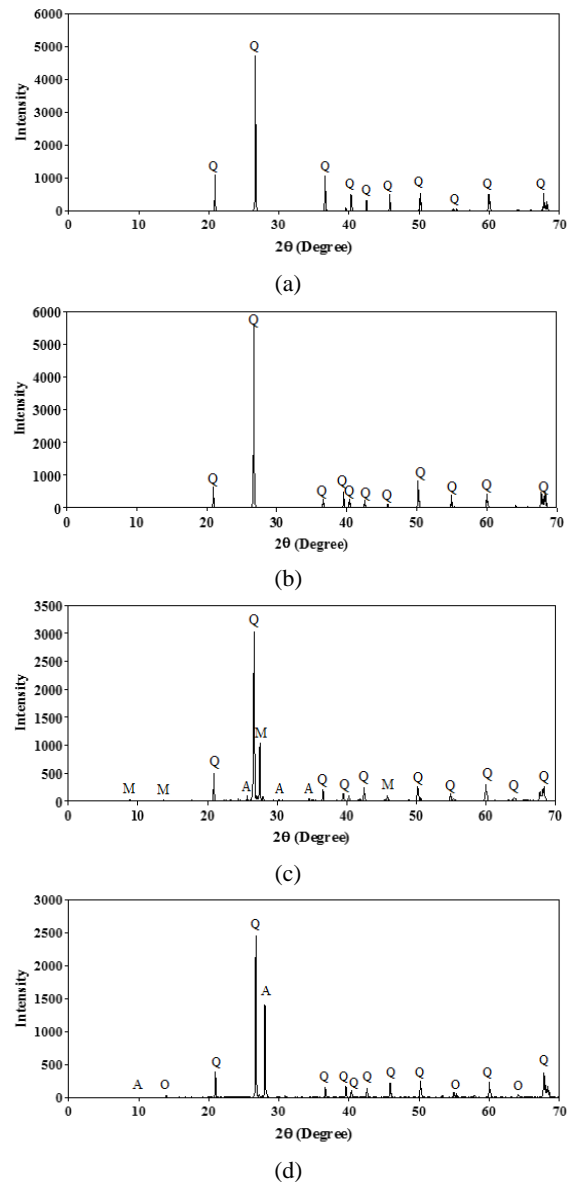 6000
Q
5000
4000
Intensity
3000
2000
Q Q
1000
Q Q Q Q Q Q Q
0
0 10 20 30 40 50 60 70
2θ (Degree)
(a)
6000
Q
5000
4000
Intensity
3000
2000
1000
Q Q Q Q Q Q Q Q Q Q
0
0 10 20 30 40 50 60 70
2θ (Degree)
(b)
3500
Q
3000
2500
Intensity
2000
1500
M
1000
Q
500
M M A A A Q Q Q M Q Q Q Q Q
0
0 10 20 30 40 50 60 70
2θ (Degree)
(c)
3000
Q
2500
2000
Intensity
1500
A
1000
500
A O Q Q Q Q Q Q Q O Q O Q
0
0 10 20 30 40 50 60 70
2θ (Degree)
(d)